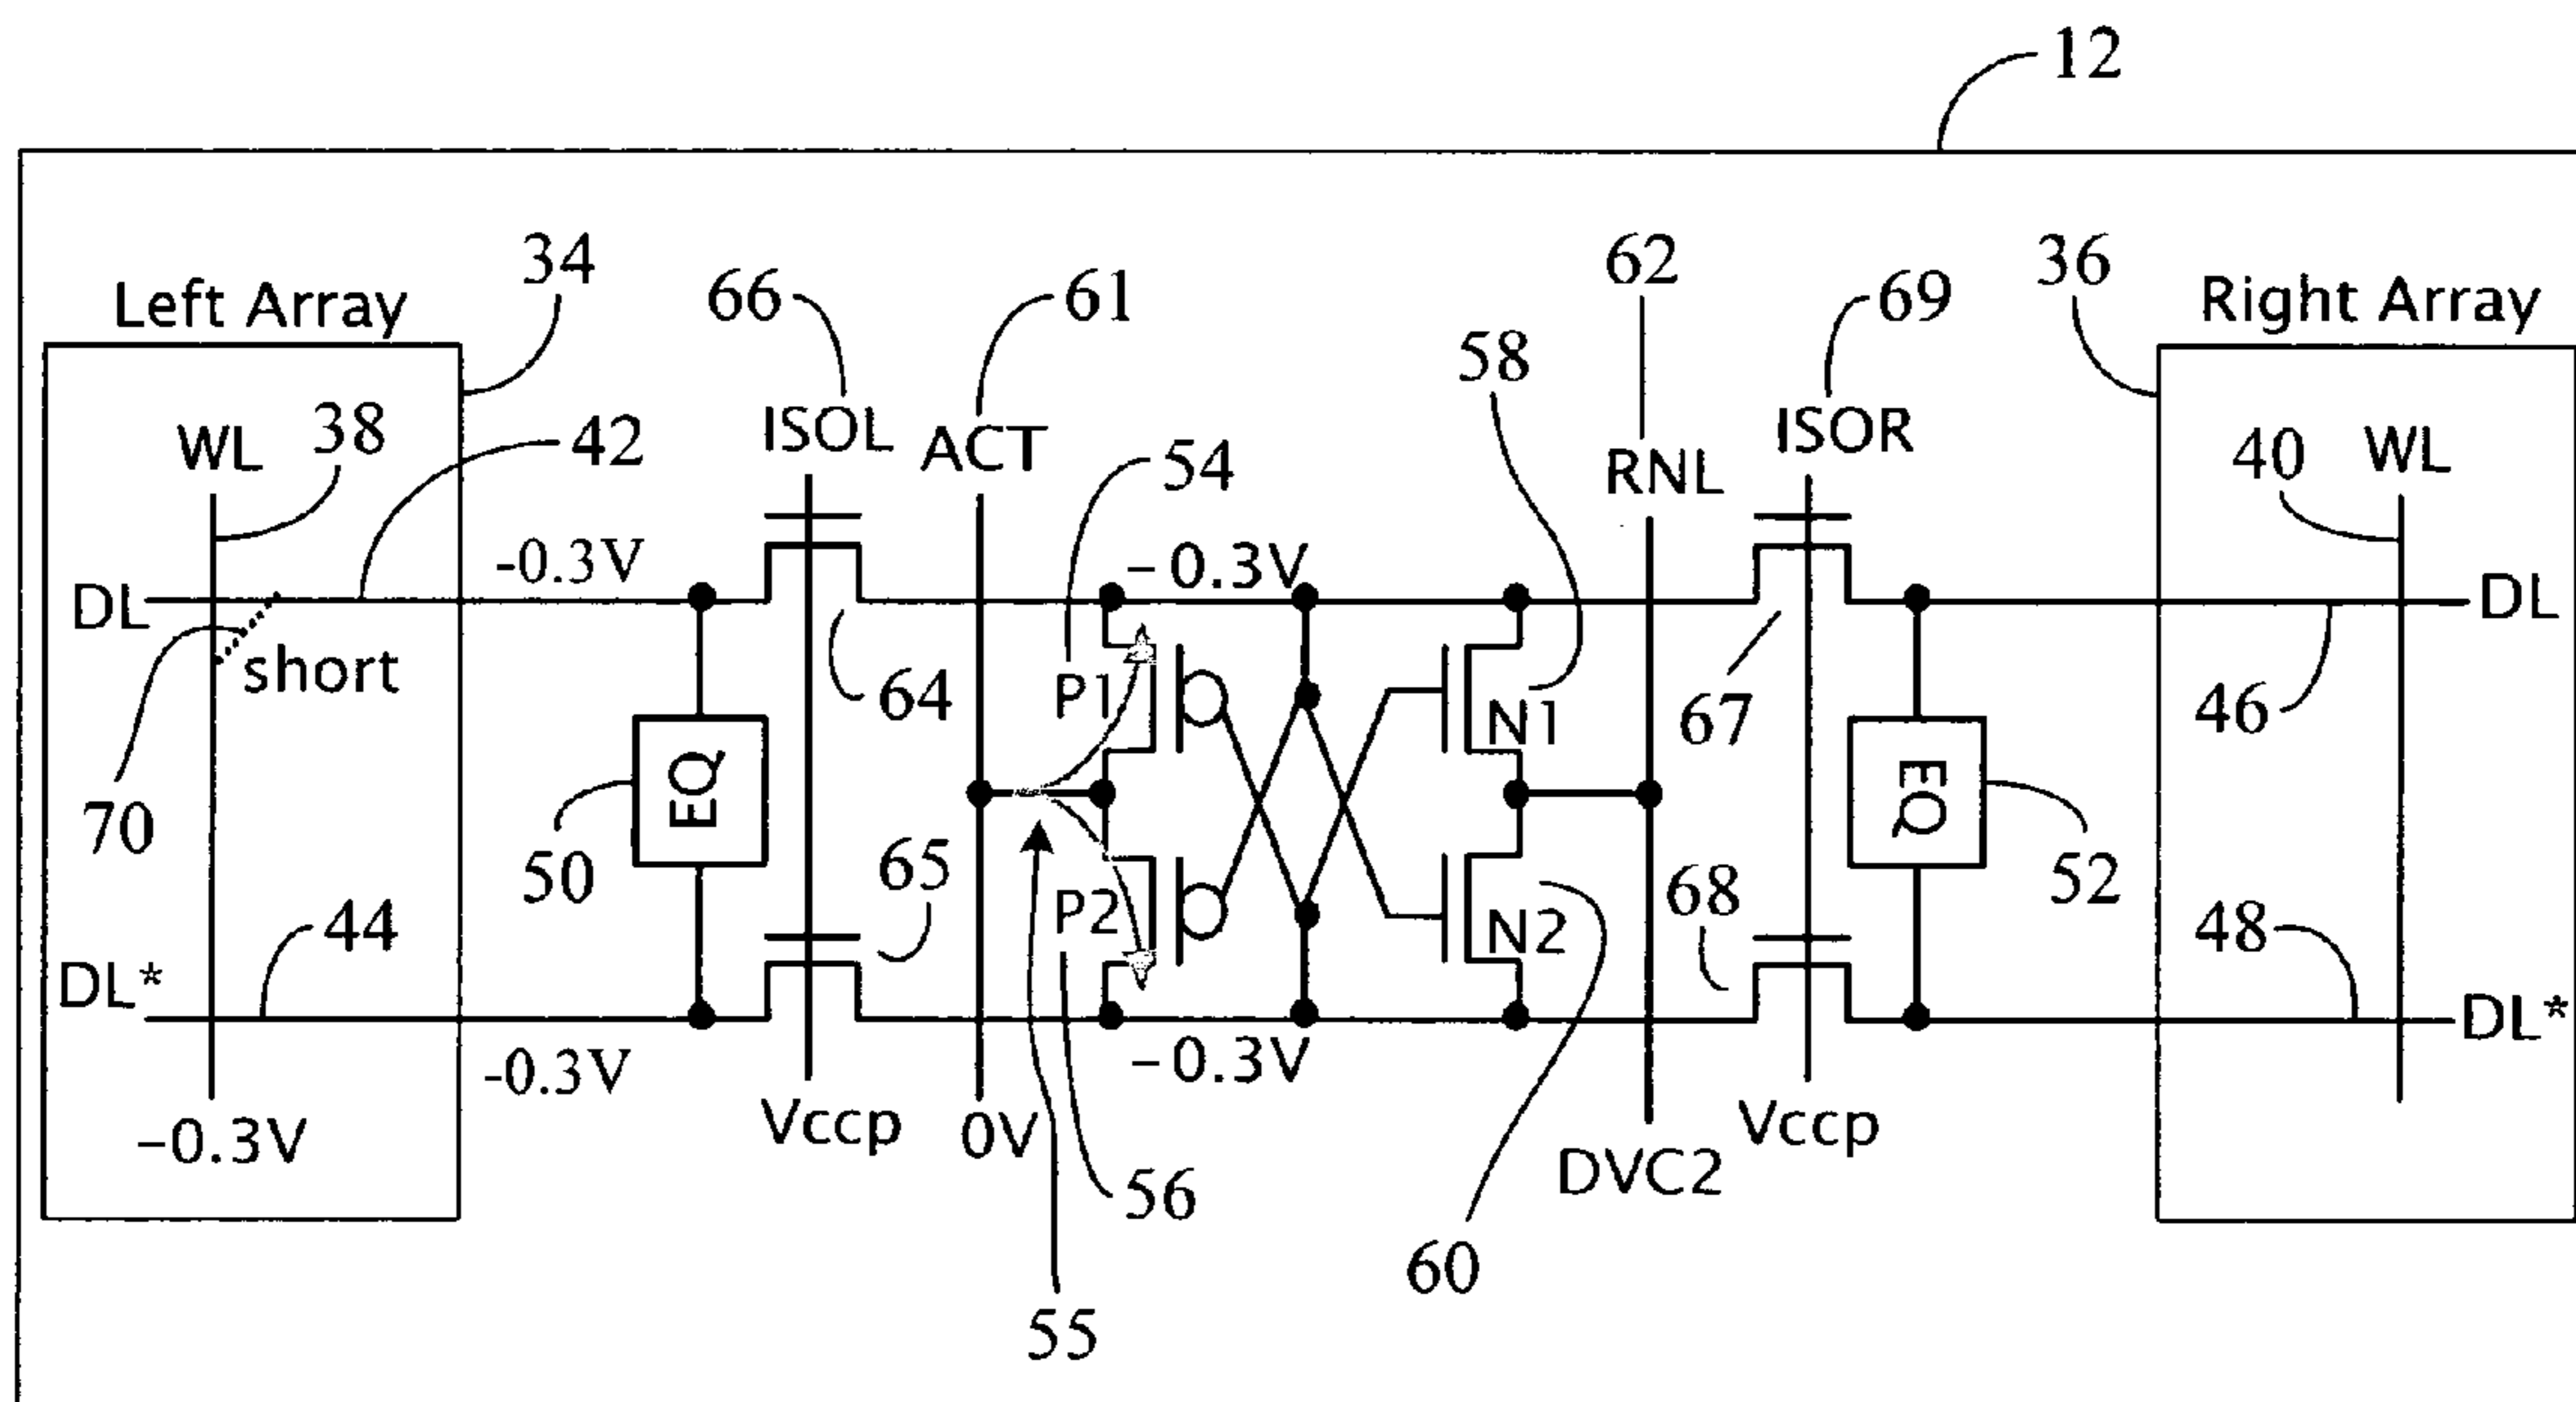 12
34
66
61
62
69
36
Left Array
Right Array
58
WL
38
42
ISOL
ACT
54
RNL
ISOR
40
WL
-0.3V
-0.3V
DL
DL
70
short
64
P1
N1
67
46
EQ
EQ
50
65
P2
N2
68
52
44
48
DL*
DL*
-0.3V
-0.3V
-0.3V
Vccp
0V
DVC2
Vccp
56
60
55